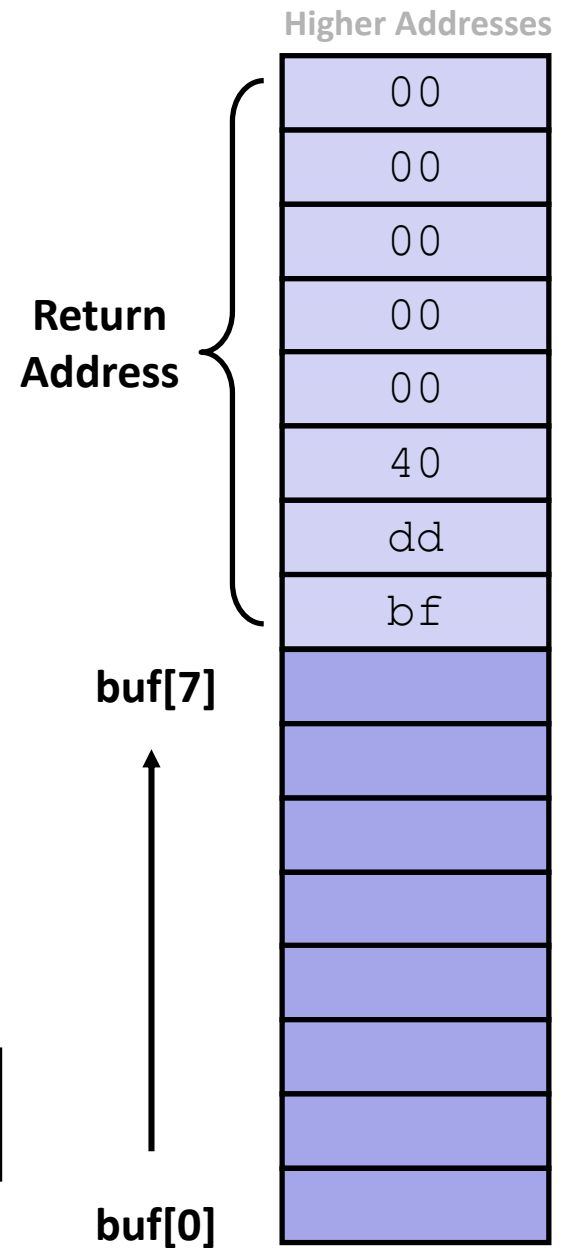 Higher Addresses
00
00
00
00
Return
Address
00
40
dd
bf
buf[7]
buf[0]